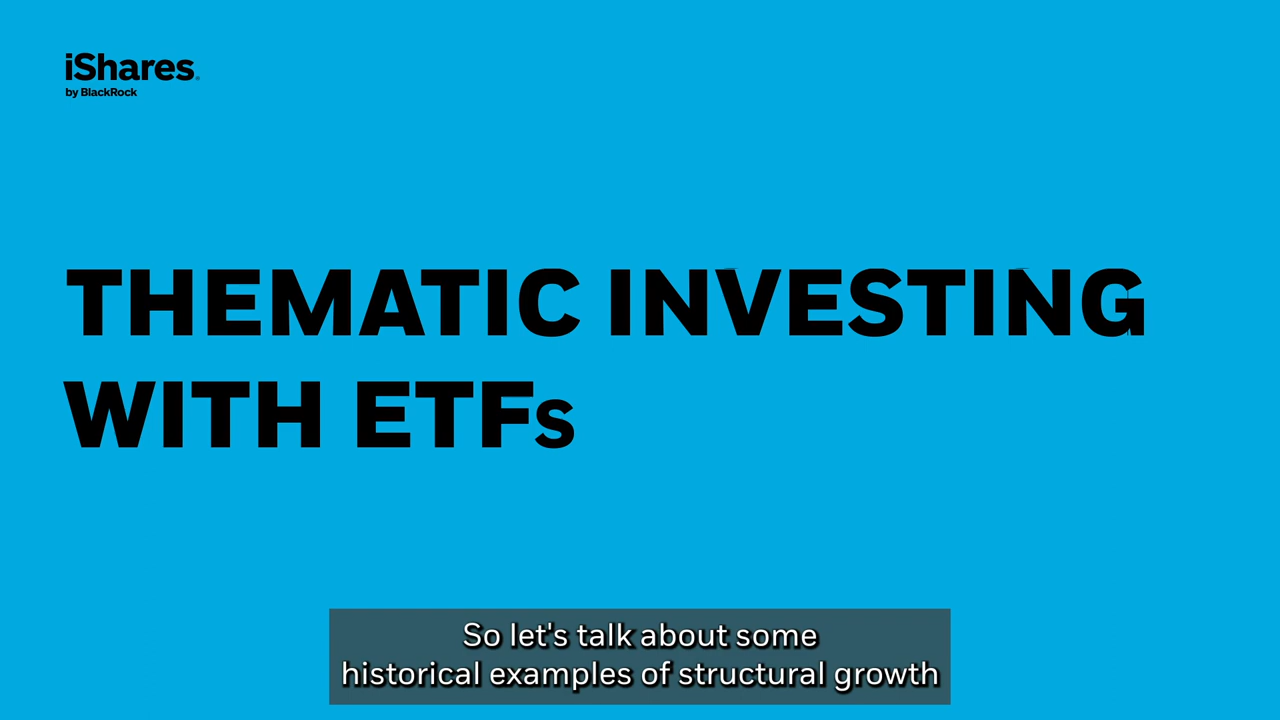 iShares®
by BlackRock
THEMATIC INVESTING
WITH ETFs
So let's talk about some
historical examples of structural growth